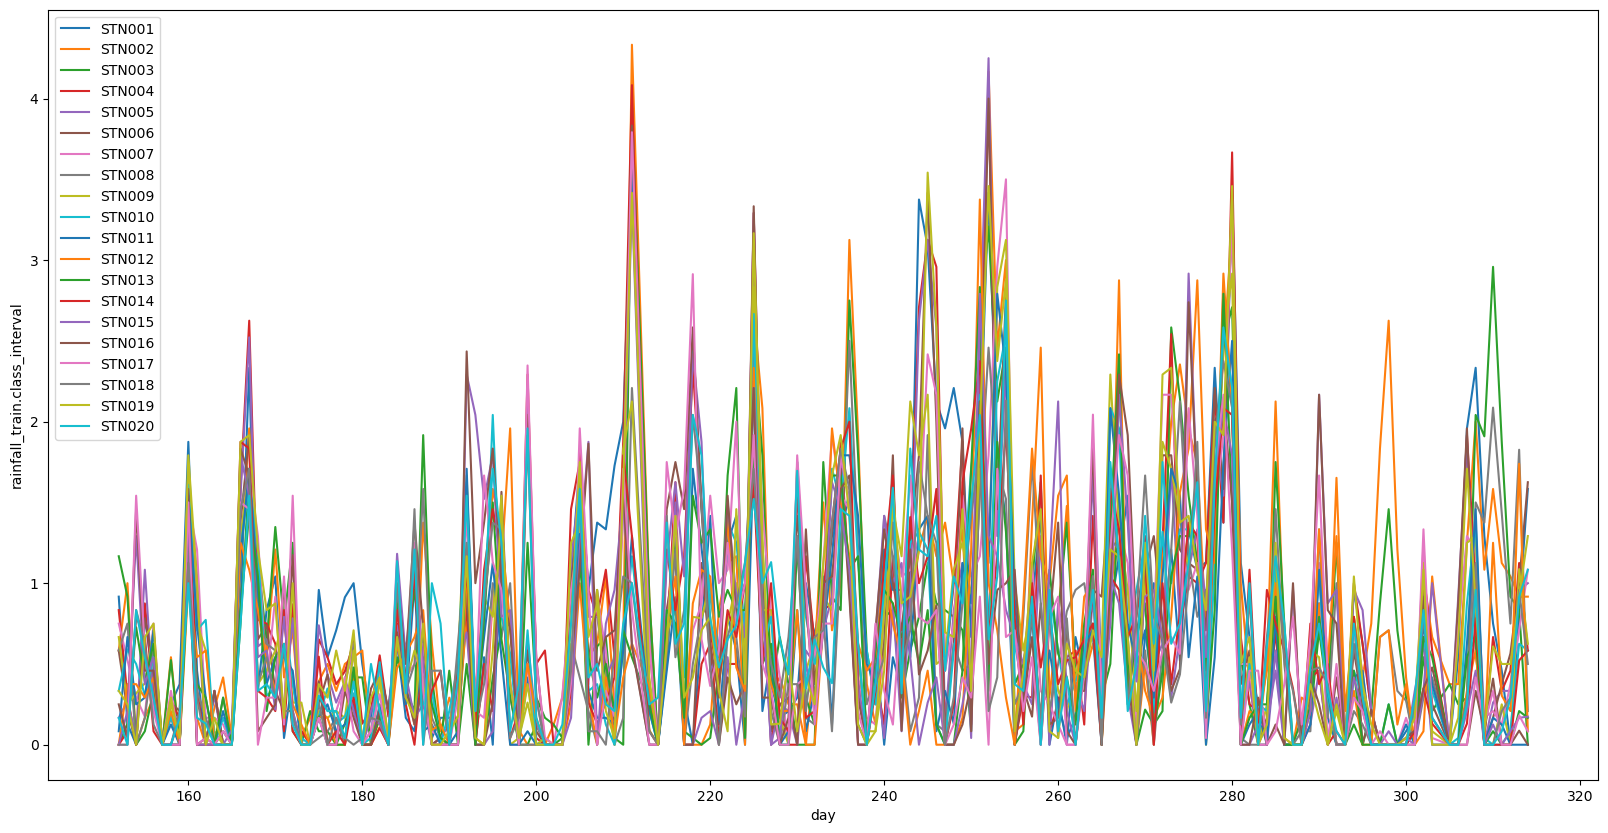 STN001
STN002
STN003
STN004
STN005
STN006
STN007
STN008
STN009
STN010
STN011
STN012
STN013
STN014
STN015
STN016
STN017
STN018
STN019
STN020
4
3
2
1
0
rainfall_train.class_interval
160 180 200 220 240 260 280 300 320
day